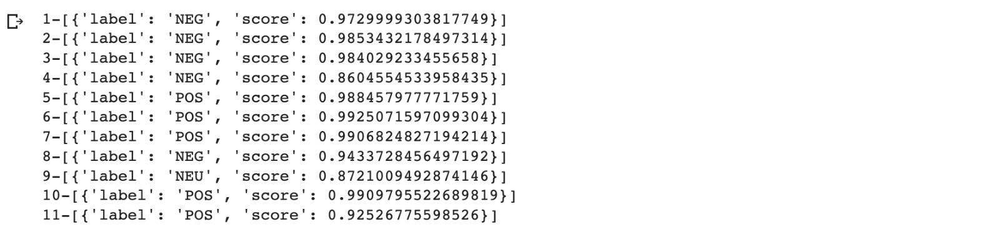 1-[{'label': 'NEG', 'score': 0.9729999303817749}]
2-[{'label': 'NEG', 'score': 0.9853432178497314}]
3-[{'label': 'NEG', 'score': 0.984029233455658}]
4-[{'label': 'NEG', 'score': 0.8604554533958435}]
5-[{'label': 'POS', 'score': 0.988457977771759}]
6-[{'label': 'POS', 'score': 0.9925071597099304}]
7-[{'label': 'POS', 'score': 0.9906824827194214}]
8-[{'label': 'NEG', 'score': 0.9433728456497192}]
9-[{'label': 'NEU', 'score': 0.8721009492874146}]
10-[{'label': 'POS', 'score': 0.9909795522689819}]
11-[{'label': 'POS', 'score': 0.92526775598526}]